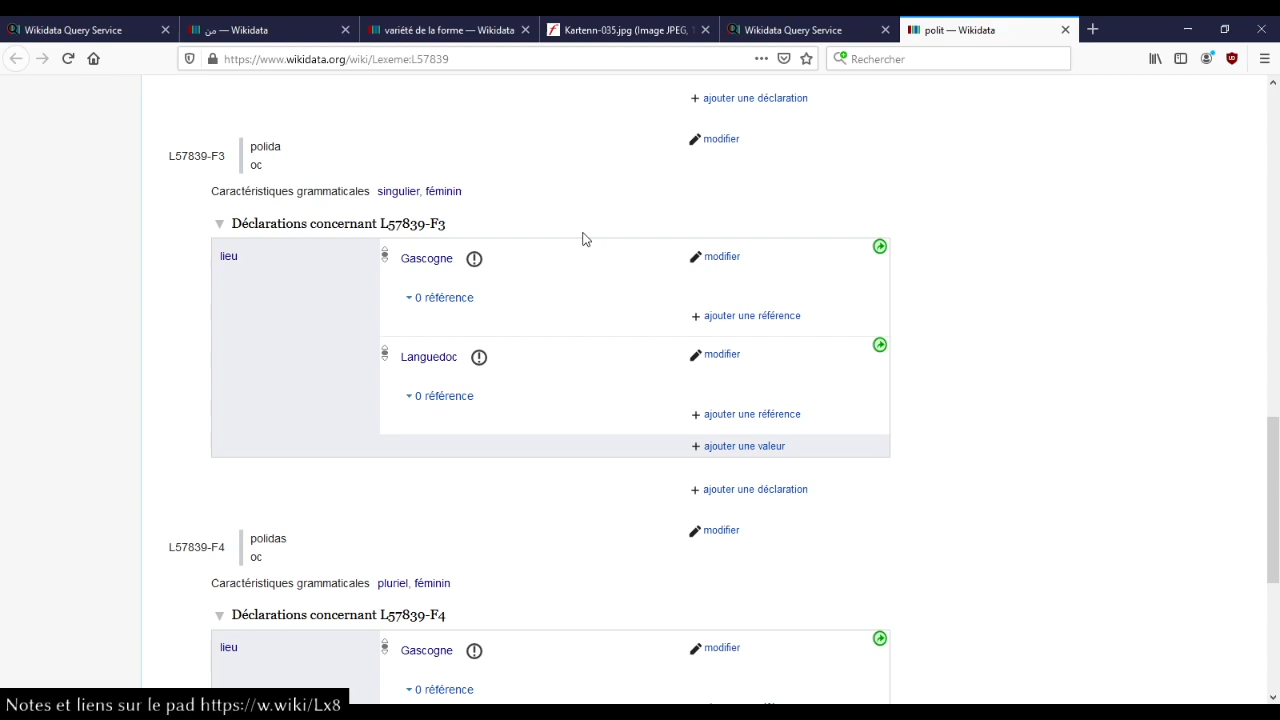 Wikidata Query Service
من — Wikidata
variété de la forme — Wikidata
Kartenn-035.jpg (Image JPEG, 1
Wikidata Query Service
polit — Wikidata
https://www.wikidata.org/wiki/Lexeme:L57839
Rechercher
+ ajouter une déclaration
L57839-F3
polida
oc
modifier
Caractéristiques grammaticales singulier, féminin
Déclarations concernant L57839-F3
lieu
Gascogne
modifier
0 référence
+ ajouter une référence
Languedoc
modifier
0 référence
+ ajouter une référence
+ ajouter une valeur
+ ajouter une déclaration
L57839-F4
polidas
oc
modifier
Caractéristiques grammaticales pluriel, féminin
Déclarations concernant L57839-F4
lieu
Gascogne
modifier
0 référence
Notes et liens sur le pad https://w.wiki/Lx8